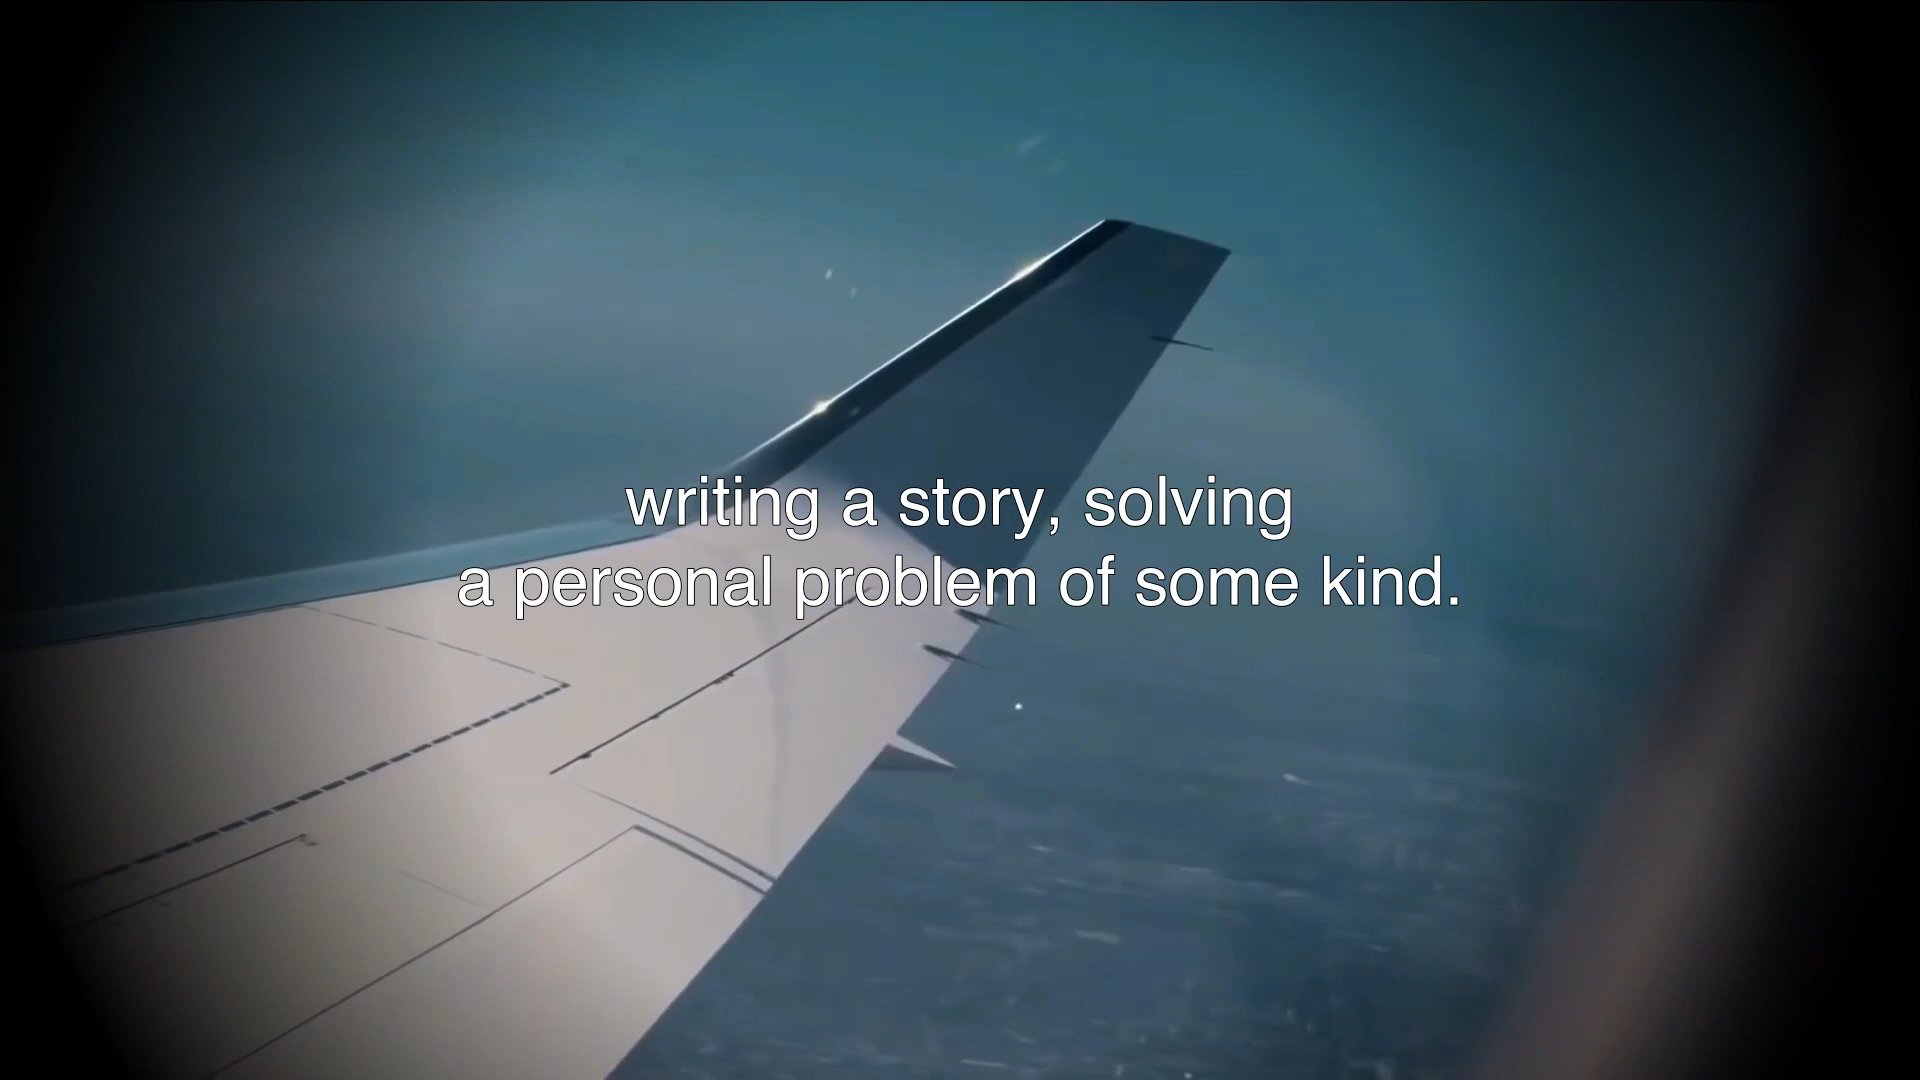 writing a story, solving
a personal problem of some kind.